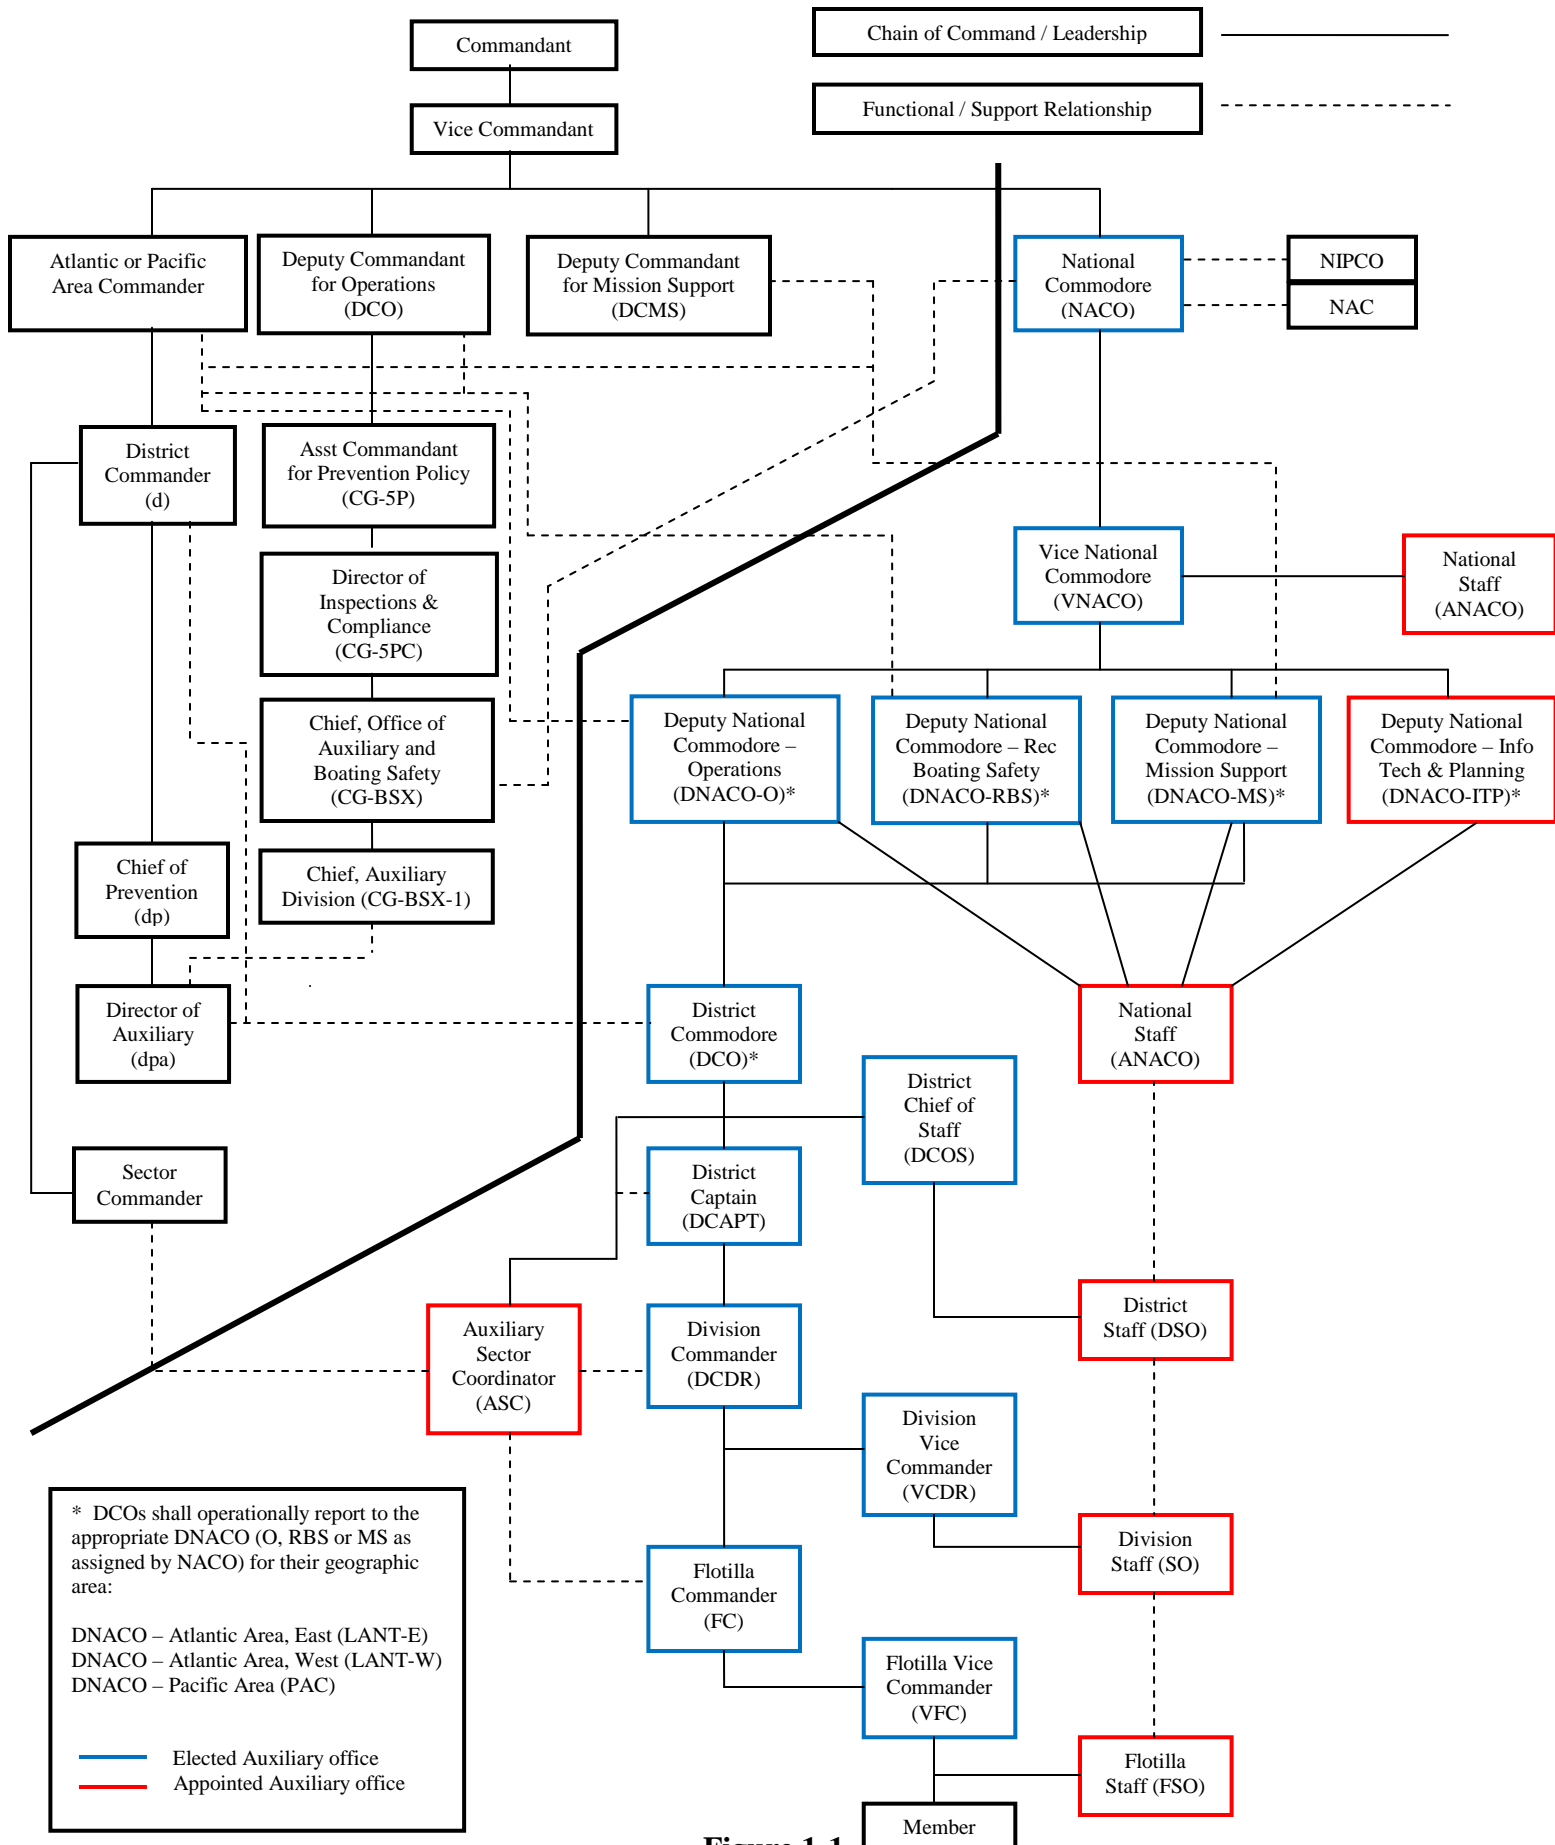 Commandant
Chain of Command / Leadership
Vice Commandant
Functional / Support Relationship
Atlantic or Pacific
Area Commander
Deputy Commandant
for Operations
(DCO)
Deputy Commandant
for Mission Support
(DCMS)
National
Commodore
(NACO)
NIPCO
NAC
District
Commander
(d)
Asst Commandant
for Prevention Policy
(CG-5P)
Director of
Inspections &
Compliance
(CG-5PC)
Vice National
Commodore
(VNACO)
National
Staff
(ANACO)
Chief, Office of
Auxiliary and
Boating Safety
(CG-BSX)
Deputy National
Commodore –
Operations
(DNACO-O)*
Deputy National
Commodore – Rec
Boating Safety
(DNACO-RBS)*
Deputy National
Commodore –
Mission Support
(DNACO-MS)*
Deputy National
Commodore – Info
Tech & Planning
(DNACO-ITP)*
Chief of
Prevention
(dp)
Chief, Auxiliary
Division (CG-BSX-1)
Director of
Auxiliary
(dpa)
District
Commodore
(DCO)*
National
Staff
(ANACO)
District
Chief of
Staff
(DCOS)
Sector
Commander
District
Captain
(DCAPT)
District
Staff (DSO)
Auxiliary
Sector
Coordinator
(ASC)
Division
Commander
(DCDR)
Division
Vice
Commander
(VCDR)
Division
Staff (SO)
* DCOs shall operationally report to the
appropriate DNACO (O, RBS or MS as
assigned by NACO) for their geographic
area:
DNACO – Atlantic Area, East (LANT-E)
DNACO – Atlantic Area, West (LANT-W)
DNACO – Pacific Area (PAC)
Elected Auxiliary office
Appointed Auxiliary office
Flotilla
Commander
(FC)
Flotilla Vice
Commander
(VFC)
Flotilla
Staff (FSO)
Member
Figure 1-1